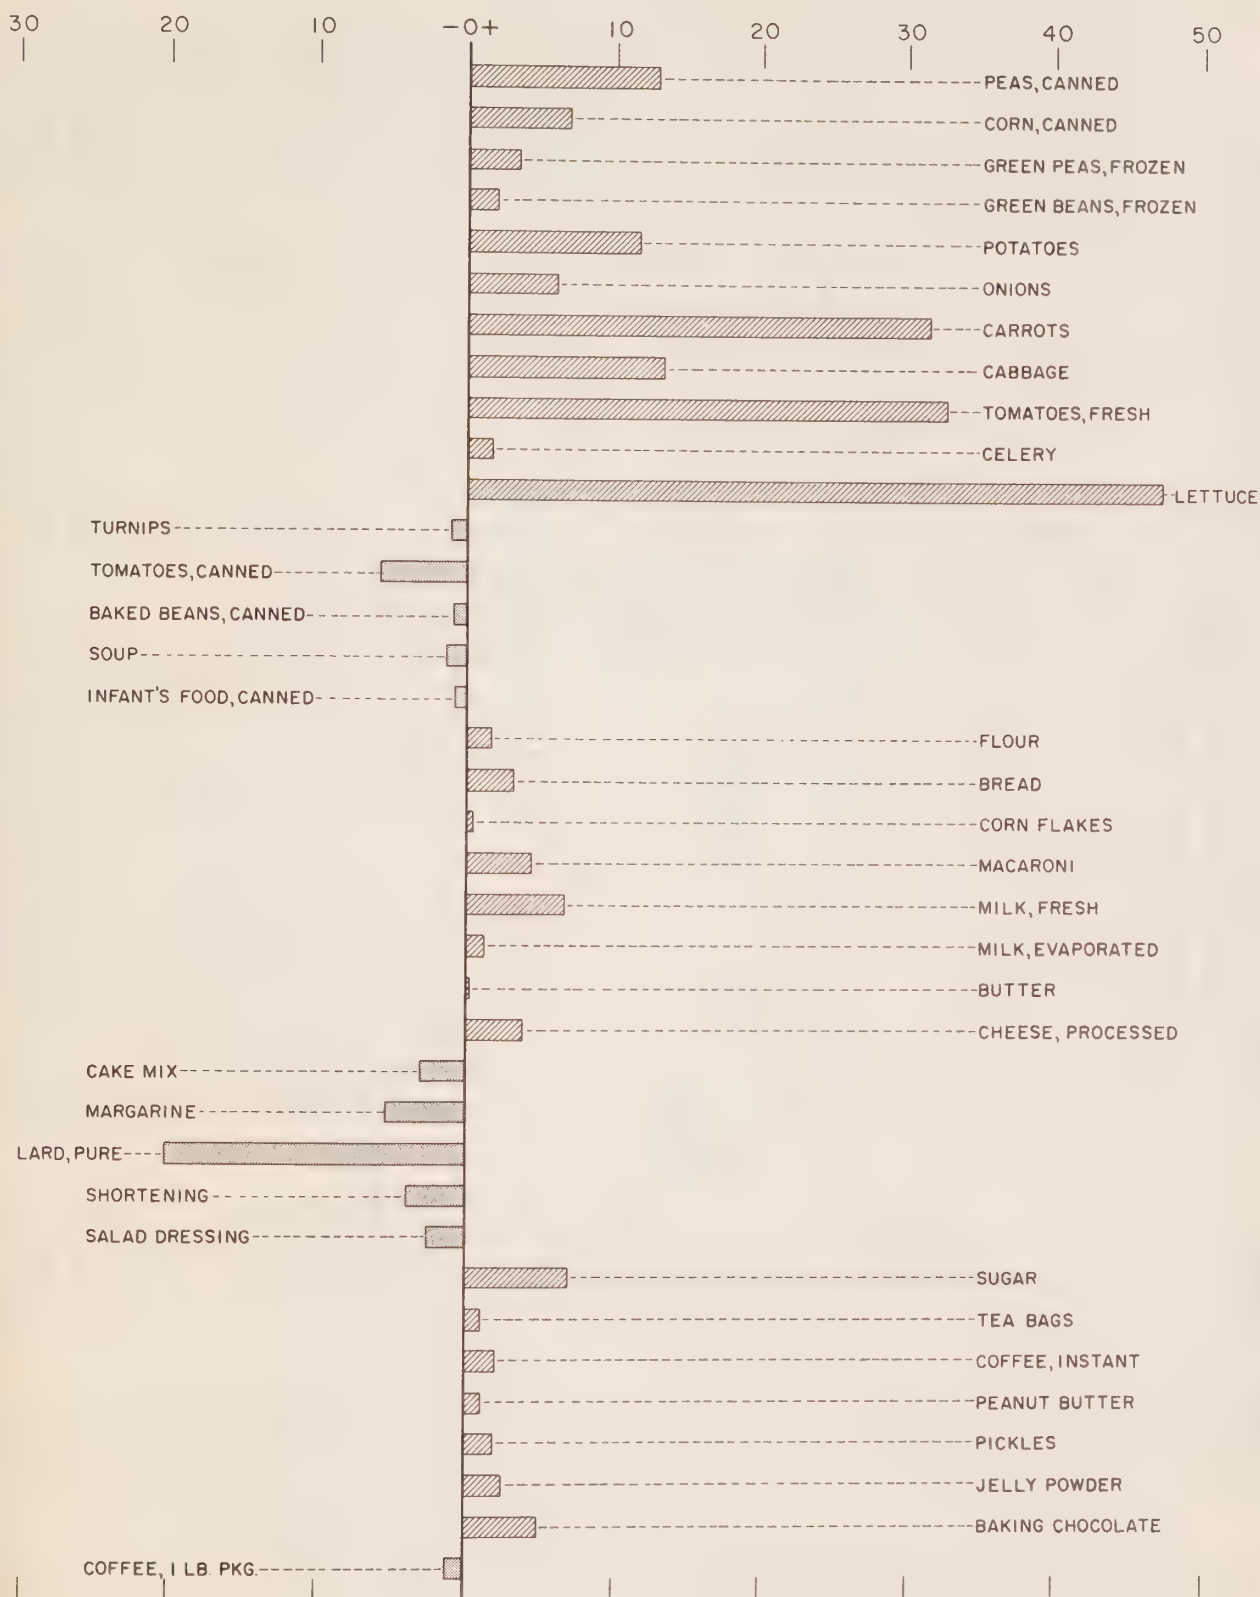 30 20 10 -0+ 10 20 30 40 50
PEAS, CANNED
CORN, CANNED
GREEN PEAS, FROZEN
GREEN BEANS, FROZEN
POTATOES
ONIONS
CARROTS
CABBAGE
TOMATOES, FRESH
CELERY
LETTUCE
TURNIPS
TOMATOES, CANNED
BAKED BEANS, CANNED
SOUP
INFANT'S FOOD, CANNED
FLOUR
BREAD
CORN FLAKES
MACARONI
MILK, FRESH
MILK, EVAPORATED
BUTTER
CHEESE, PROCESSED
CAKE MIX
MARGARINE
LARD, PURE
SHORTENING
SALAD DRESSING
SUGAR
TEA BAGS
COFFEE, INSTANT
PEANUT BUTTER
PICKLES
JELLY POWDER
BAKING CHOCOLATE
COFFEE, 1 LB. PKG.